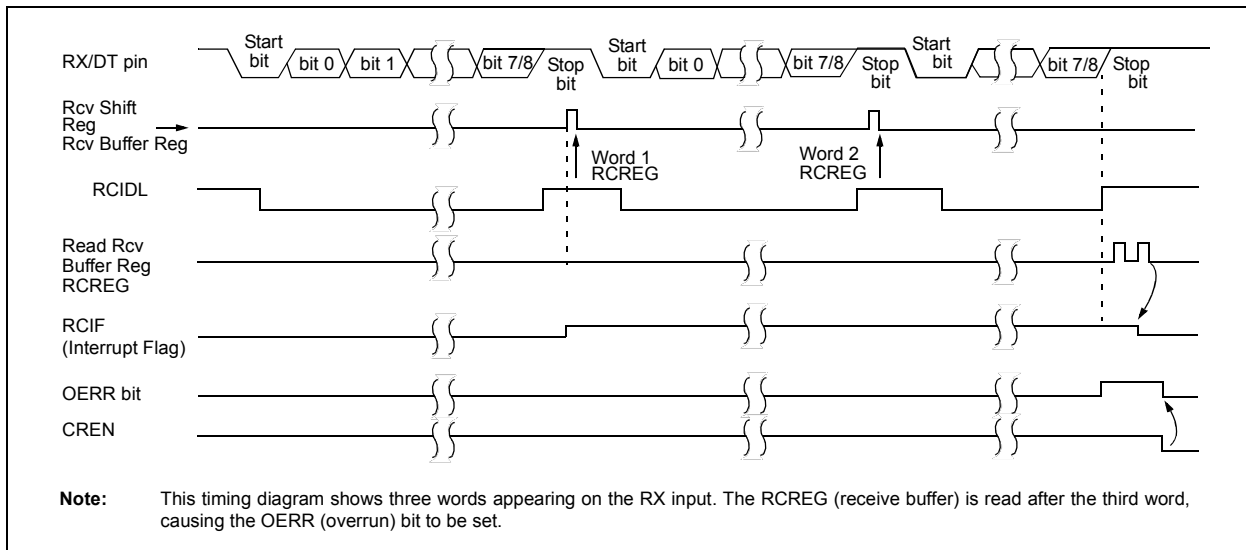 Start bit
bit 0
bit 1
bit 7/8
Stop bit
Start bit
bit 0
bit 7/8
Stop bit
Start bit
bit 7/8
Stop bit
RX/DT pin
Rcv Shift
Reg
Rcv Buffer Reg
Word 1
RCREG
Word 2
RCREG
RCIDL
Read Rcv
Buffer Reg
RCREG
RCIF
(Interrupt Flag)
OERR bit
CREN
Note: This timing diagram shows three words appearing on the RX input. The RCREG (receive buffer) is read after the third word,
causing the OERR (overrun) bit to be set.